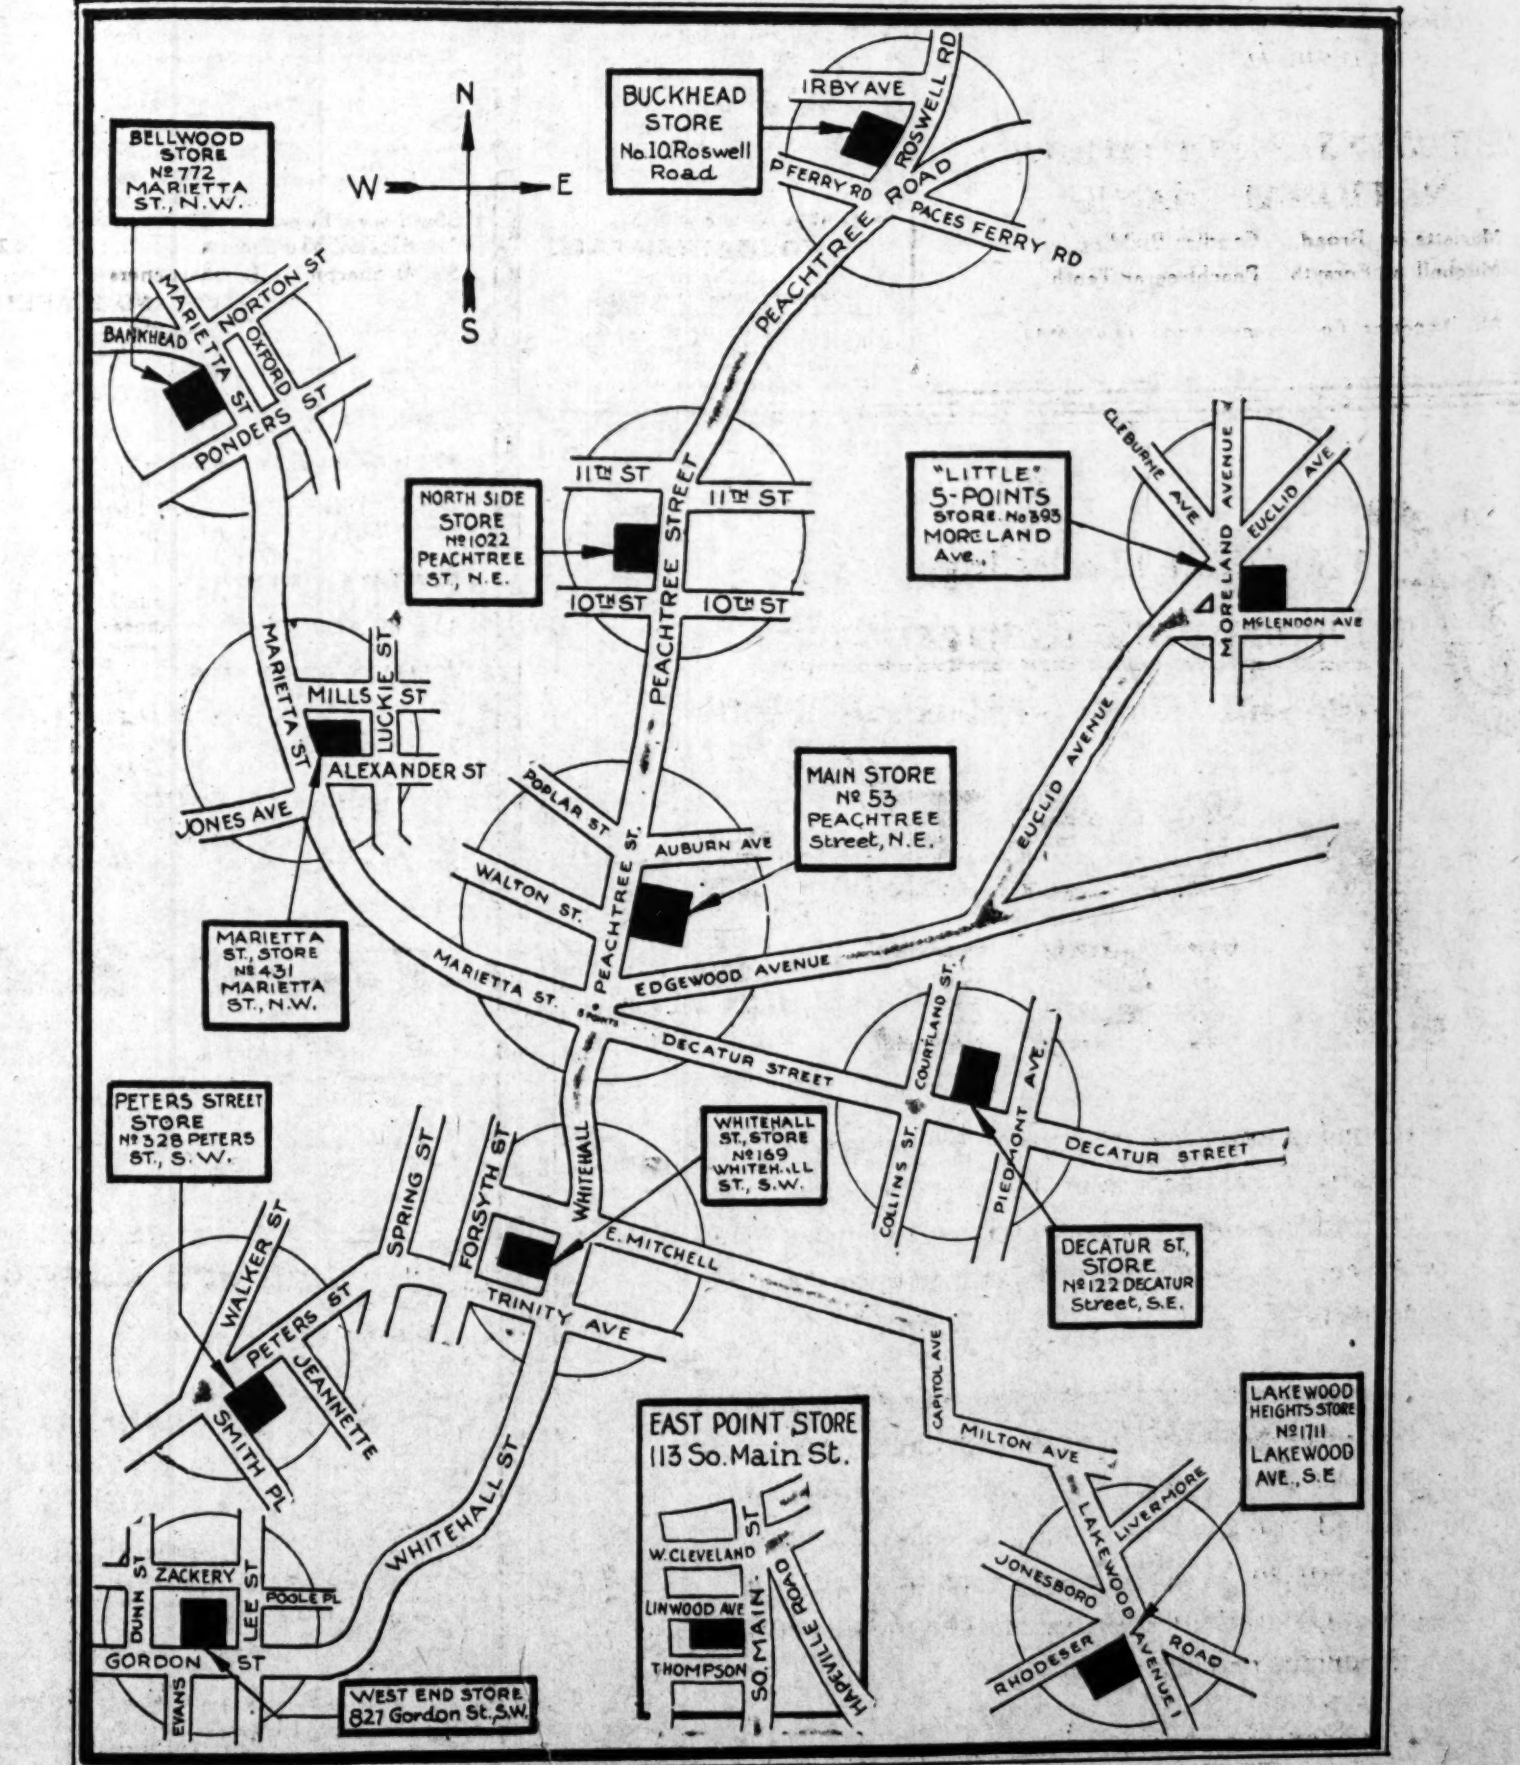 BUCKHEAD
STORE
No.10.Roswell
Road
IRBY AVE
ROSWELL RD
P.FERRY RD
PEACHTREE ROAD
PACES FERRY RD
N
W
E
S
BELLWOOD
STORE
No 772
MARIETTA
ST., N.W.
MARIETTA ST
NORTON ST
BANKHEAD
OXFORD
PONDERS ST
NORTH SIDE
STORE
No 1022
PEACHTREE
ST., N.E.
11TH ST
11TH ST
PEACHTREE STREET
10TH ST
10TH ST
PEACHTREE STREET
"LITTLE"
5-POINTS
STORE. No 393
MORELAND
Ave..
CLEBURNE AVE
MORELAND AVENUE
EUCLID AVE
McLENDON AVE
EUCLID AVENUE
MARIETTA ST
LUCKIE ST
MILLS ST
ALEXANDER ST
JONES AVE
MAIN STORE
No 53
PEACHTREE
Street, N.E.
POPLAR ST
AUBURN AVE
WALTON ST.
PEACHTREE ST.
MARIETTA
ST., STORE
No 431
MARIETTA
ST., N.W.
MARIETTA ST.
EDGEWOOD AVENUE
5 POINTS
DECATUR STREET
COURTLAND ST.
PIEDMONT AVE.
COLLINS ST.
DECATUR STREET
DECATUR ST.,
STORE
No 122 DECATUR
Street, S.E.
PETERS STREET
STORE
No 328 PETERS
ST., S.W.
WHITEHALL
ST., STORE
No 169
WHITEHALL
ST., S.W.
WHITEHALL
SPRING ST
FORSYTH ST
E. MITCHELL
TRINITY AVE
WALKER ST
PETERS ST
JEANNETTE
SMITH PL
CAPITOL AVE
MILTON AVE
LAKEWOOD
HEIGHTS STORE
No 1711
LAKEWOOD
AVE., S.E.
LIVERMORE
LAKEWOOD AVENUE
JONESBORO ROAD
RHODESER
WHITEHALL ST
EAST POINT STORE
113 So. Main St.
ST
W. CLEVELAND
LINWOOD AVE
THOMPSON
SO. MAIN
HAPEVILLE ROAD
DUNN ST
ZACKERY
LEE ST
POOLE PL
GORDON ST
EVANS
WEST END STORE
827 Gordon St., S.W.